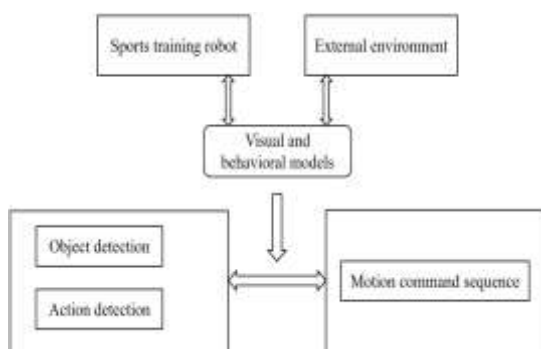 Sports training robot
External environment
Visual and
behavioral models
Object detection
Action detection
Motion command sequence